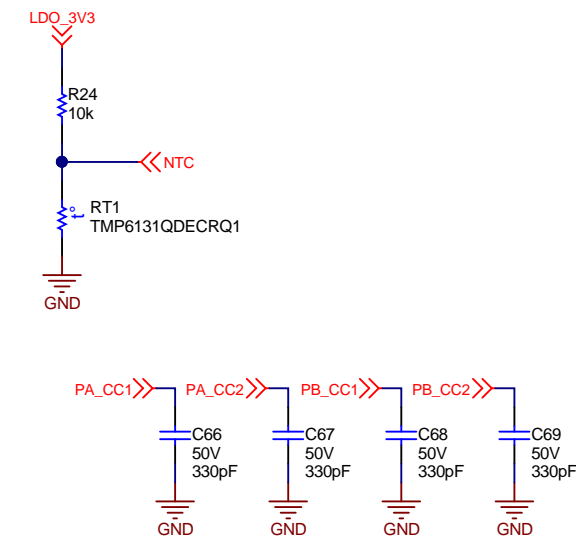 LDO_3V3
R24
10k
NTC
t°
RT1
TMP6131QDECRQ1
GND
PA_CC1
PA_CC2
PB_CC1
PB_CC2
C66
50V
330pF
C67
50V
330pF
C68
50V
330pF
C69
50V
330pF
GND
GND
GND
GND